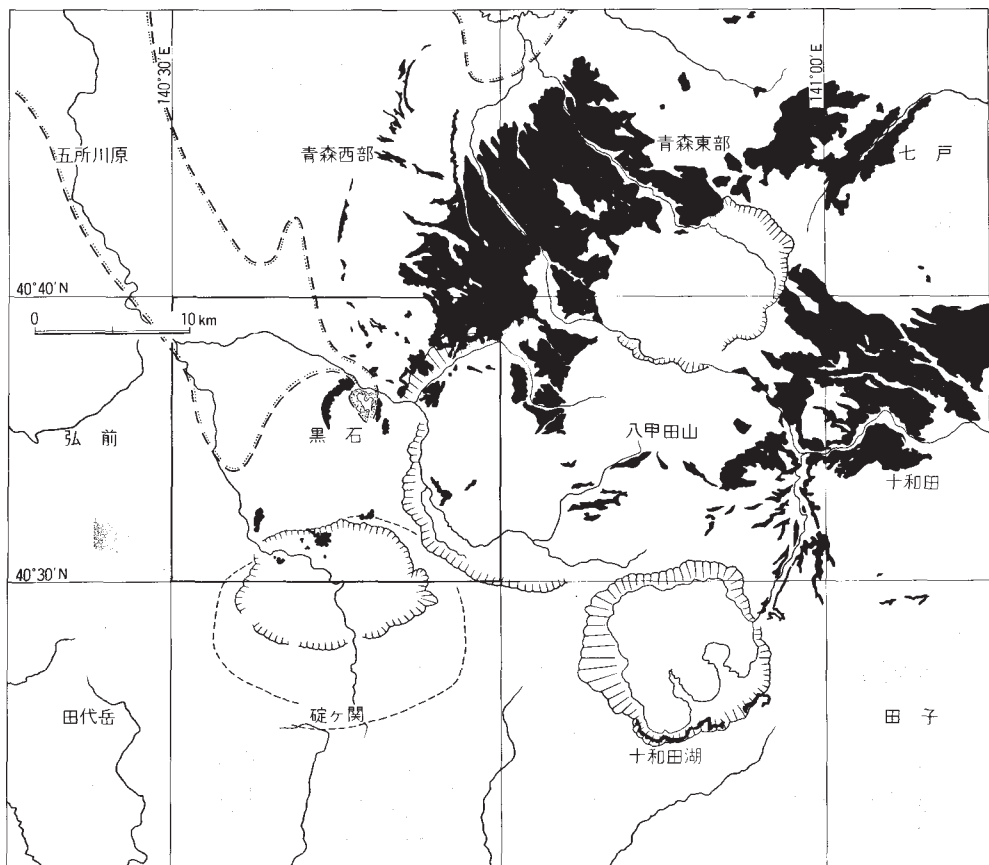 140°30′E
141°00′E
五所川原
青森西部
青森東部
七戸
40°40′N
0 10 km
弘前
黒石
八甲田山
十和田
40°30′N
田代岳
碇ヶ関
十和田湖
田子